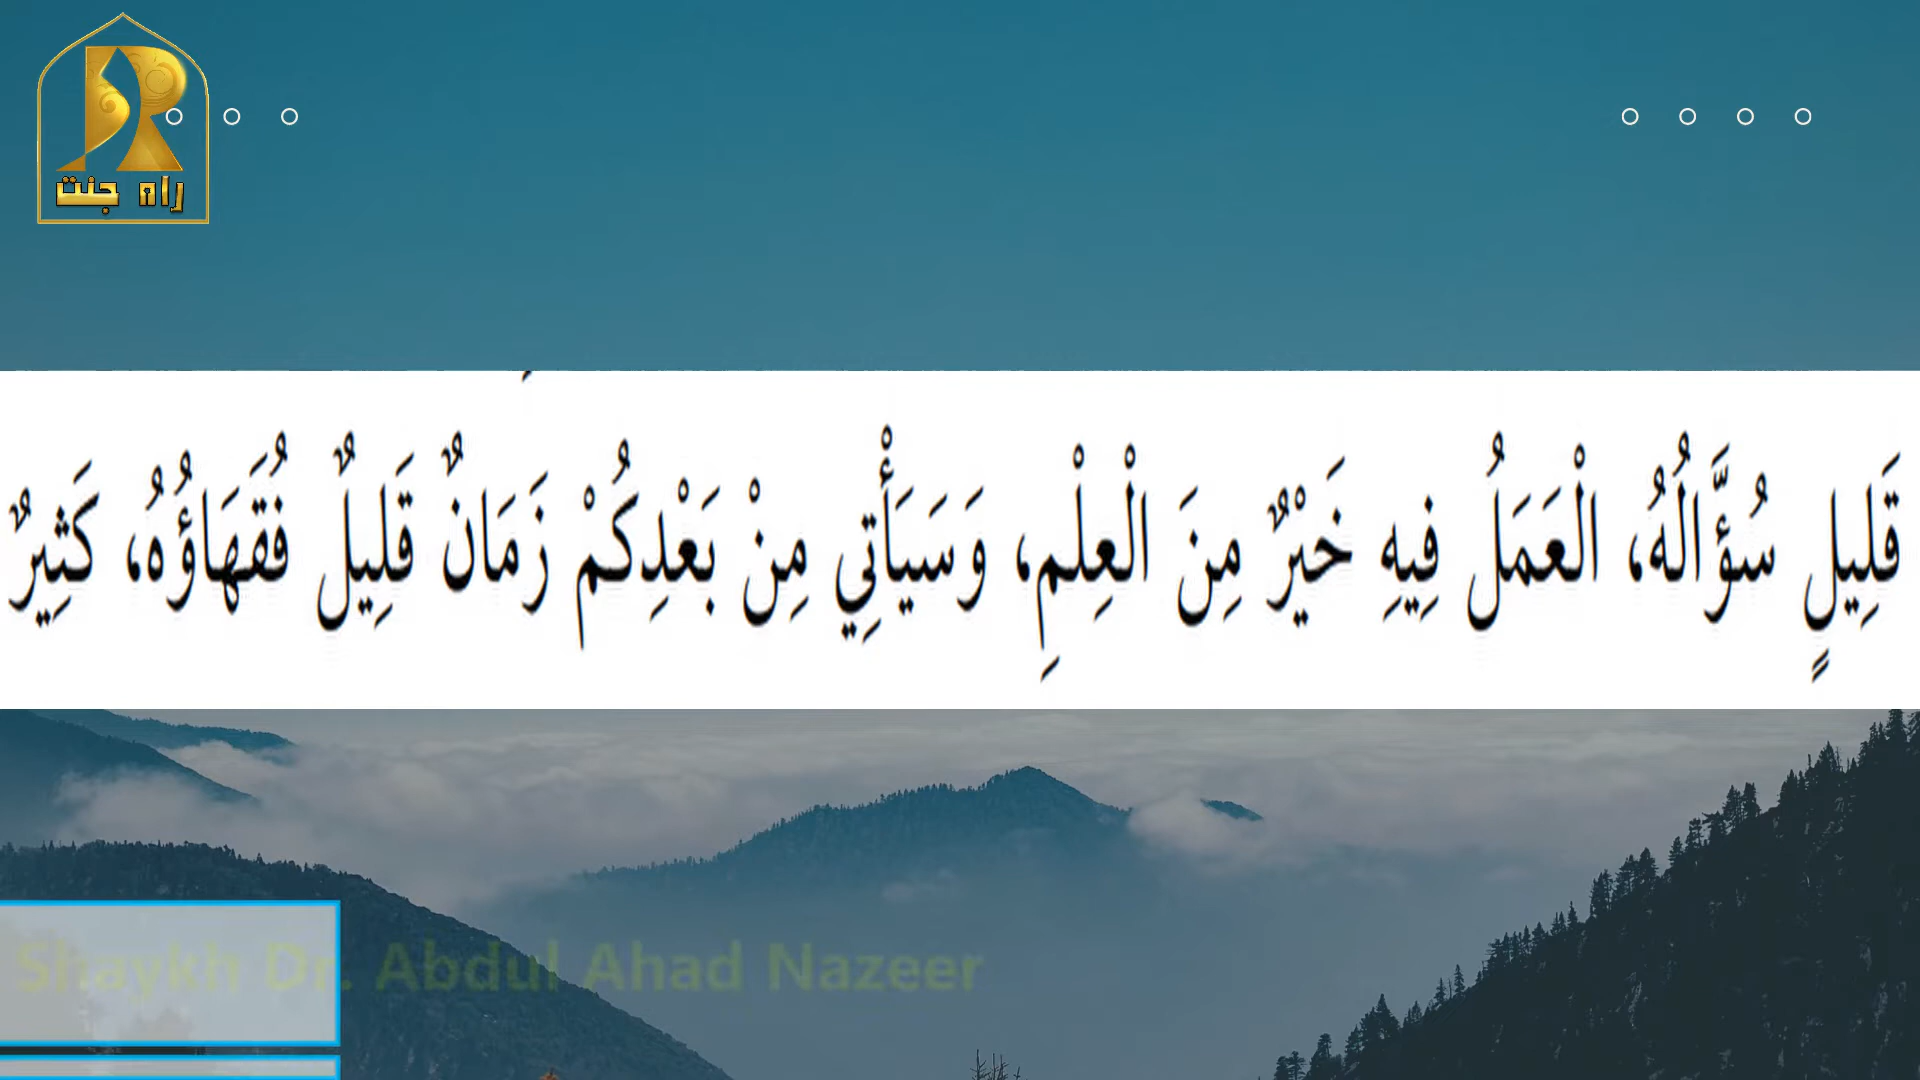 راه جنت
قَلِيلٍ سُؤَّالُهُ، الْعَمَلُ فِيهِ خَيْرٌ مِنَ الْعِلْمِ، وَسَيَأْتِي مِنْ بَعْدِكُمْ زَمَانٌ قَلِيلٌ فُقَهَاؤُهُ، كَثِيرٌ
Shaykh Dr. Abdul Ahad Nazeer